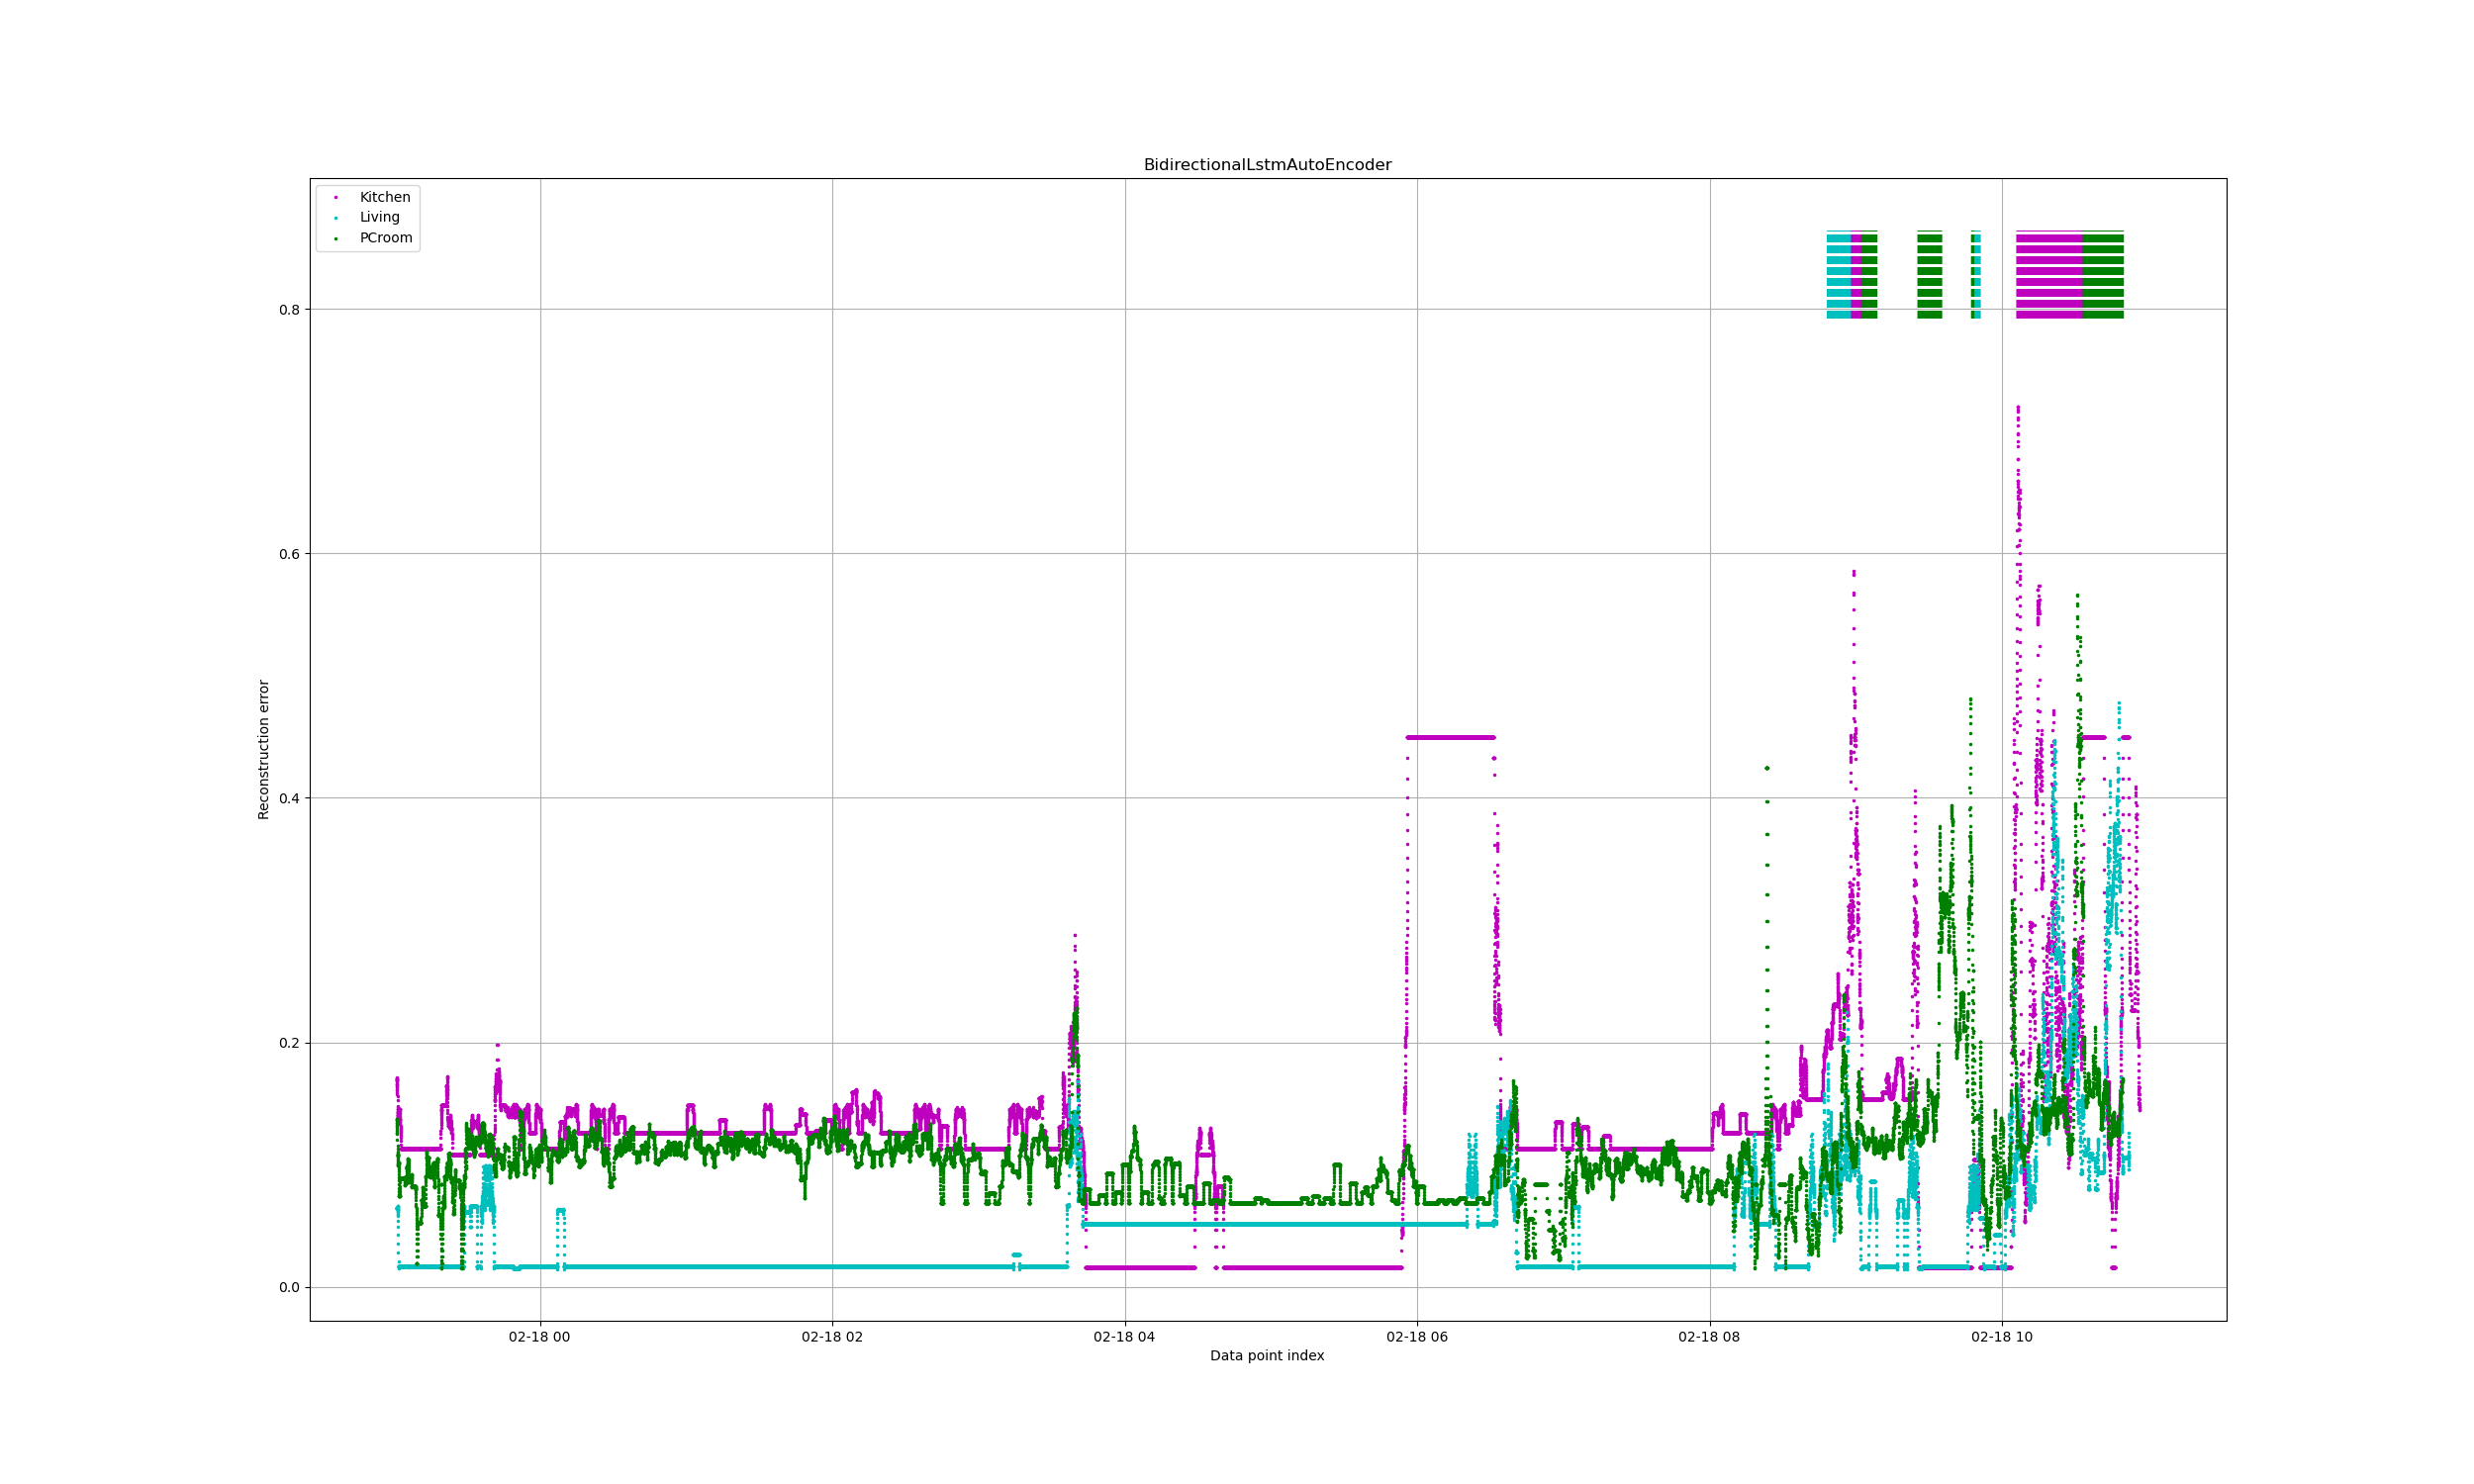 BidirectionalLstmAutoEncoder
Kitchen
Living
PCroom
0.8
0.6
0.4
0.2
0.0
Reconstruction error
02-18 00
02-18 02
02-18 04
02-18 06
02-18 08
02-18 10
Data point index